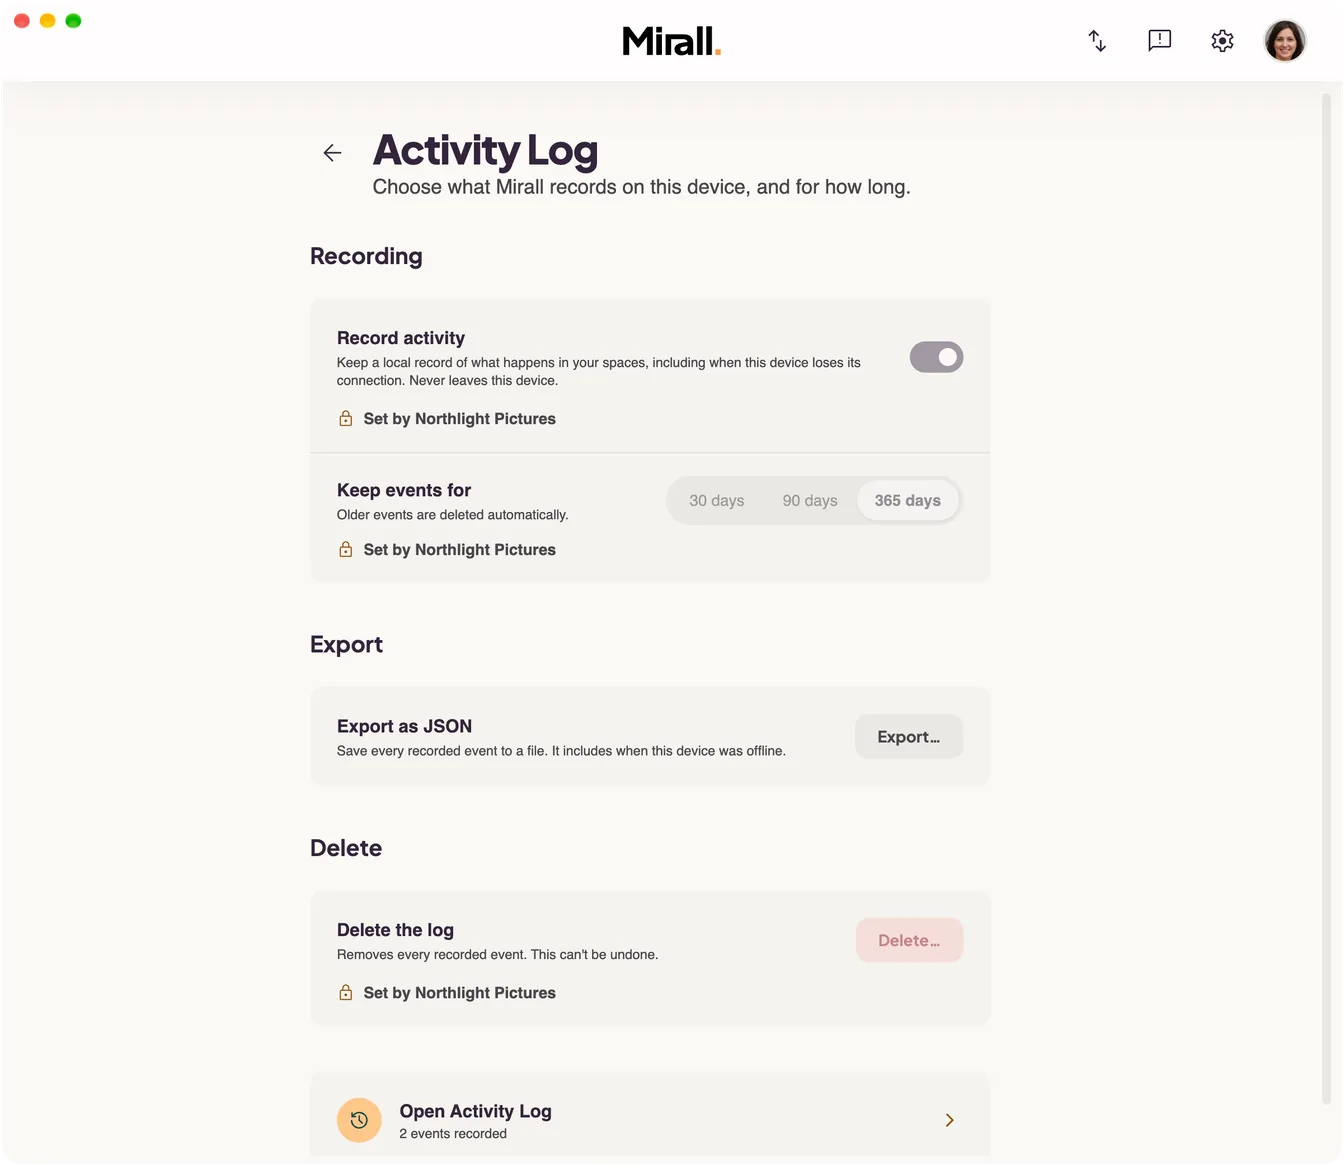 Mirall.
Activity Log
Choose what Mirall records on this device, and for how long.
Recording
Record activity
Keep a local record of what happens in your spaces, including when this device loses its
connection. Never leaves this device.
Set by Northlight Pictures
Keep events for
Older events are deleted automatically.
30 days 90 days 365 days
Set by Northlight Pictures
Export
Export as JSON
Save every recorded event to a file. It includes when this device was offline.
Export...
Delete
Delete the log
Removes every recorded event. This can't be undone.
Delete...
Set by Northlight Pictures
Open Activity Log
2 events recorded